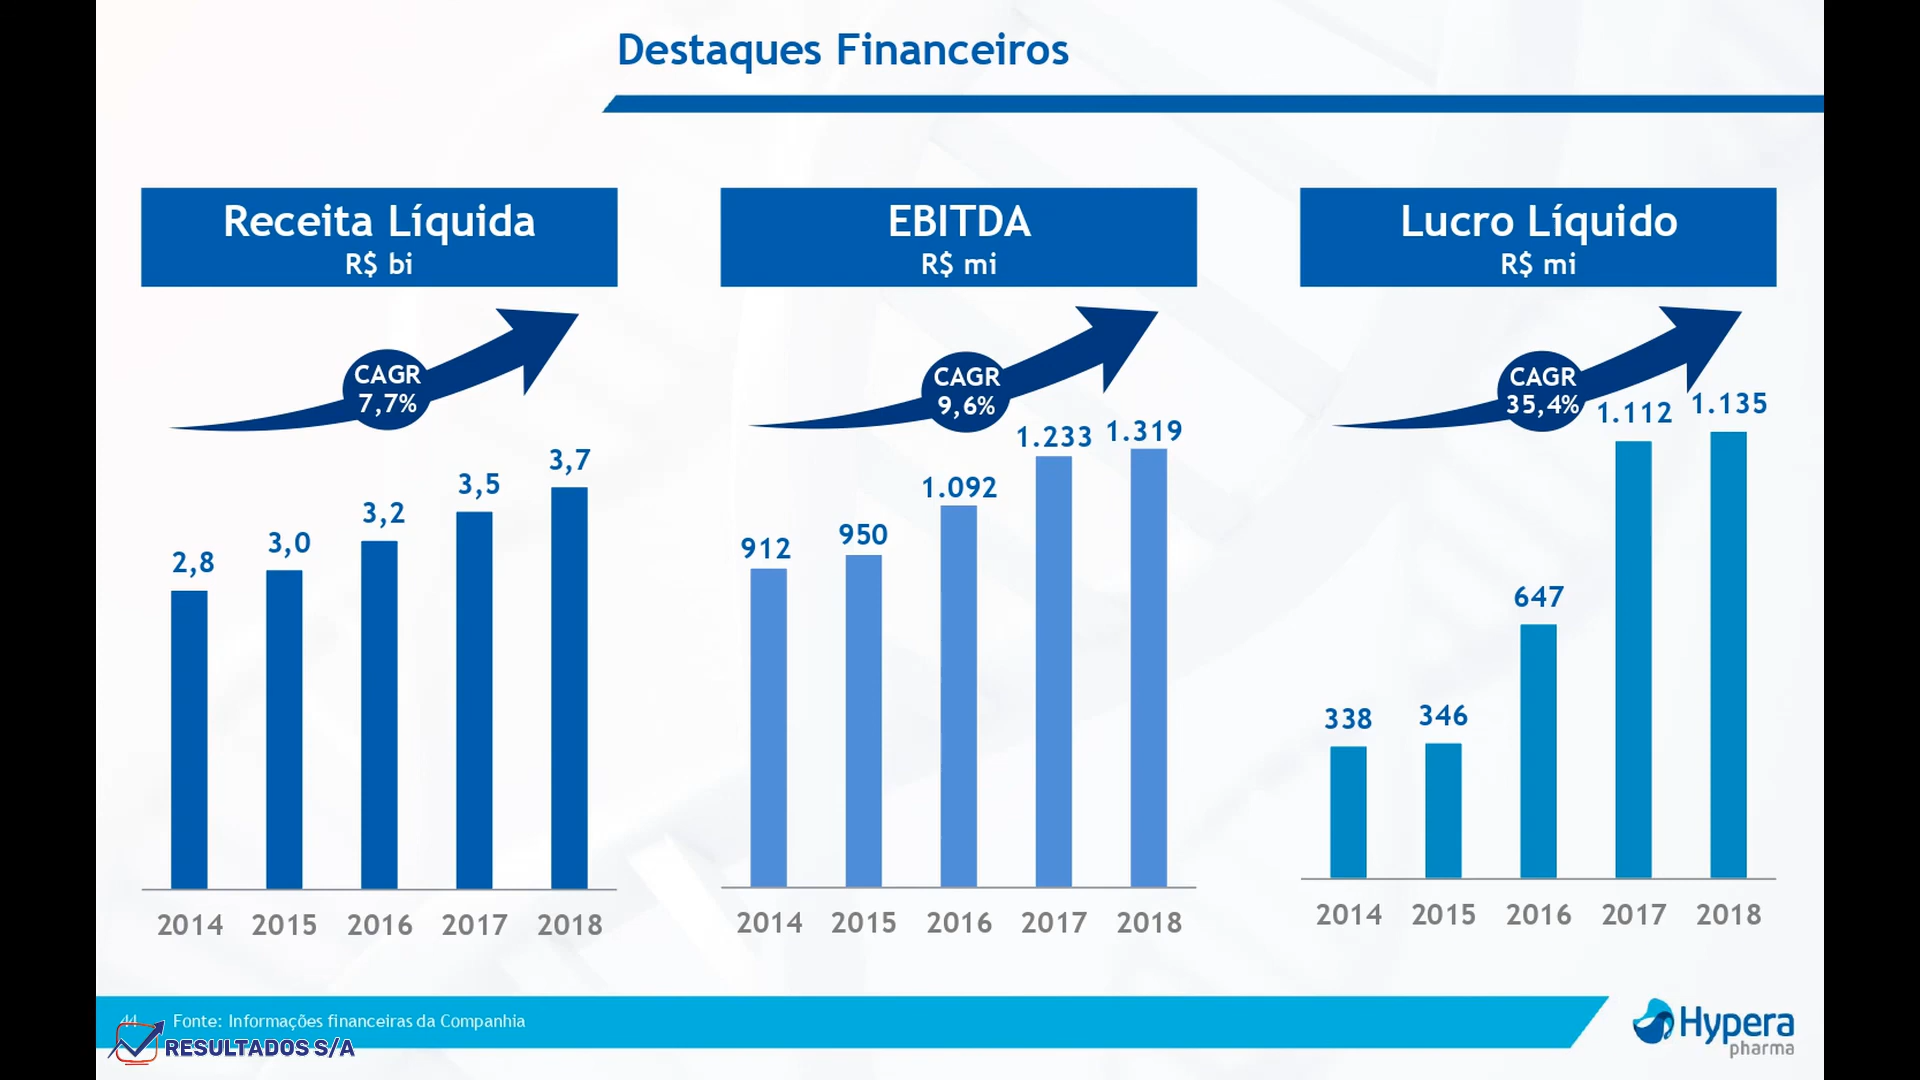 Destaques Financeiros
Receita Líquida
R$ bi
CAGR
7,7%
2,8
3,0
3,2
3,5
3,7
2014 2015 2016 2017 2018
EBITDA
R$ mi
CAGR
9,6%
912
950
1.092
1.233
1.319
2014 2015 2016 2017 2018
Lucro Líquido
R$ mi
CAGR
35,4%
338
346
647
1.112
1.135
2014 2015 2016 2017 2018
44
Fonte: Informações financeiras da Companhia
RESULTADOS S/A
Hypera
pharma